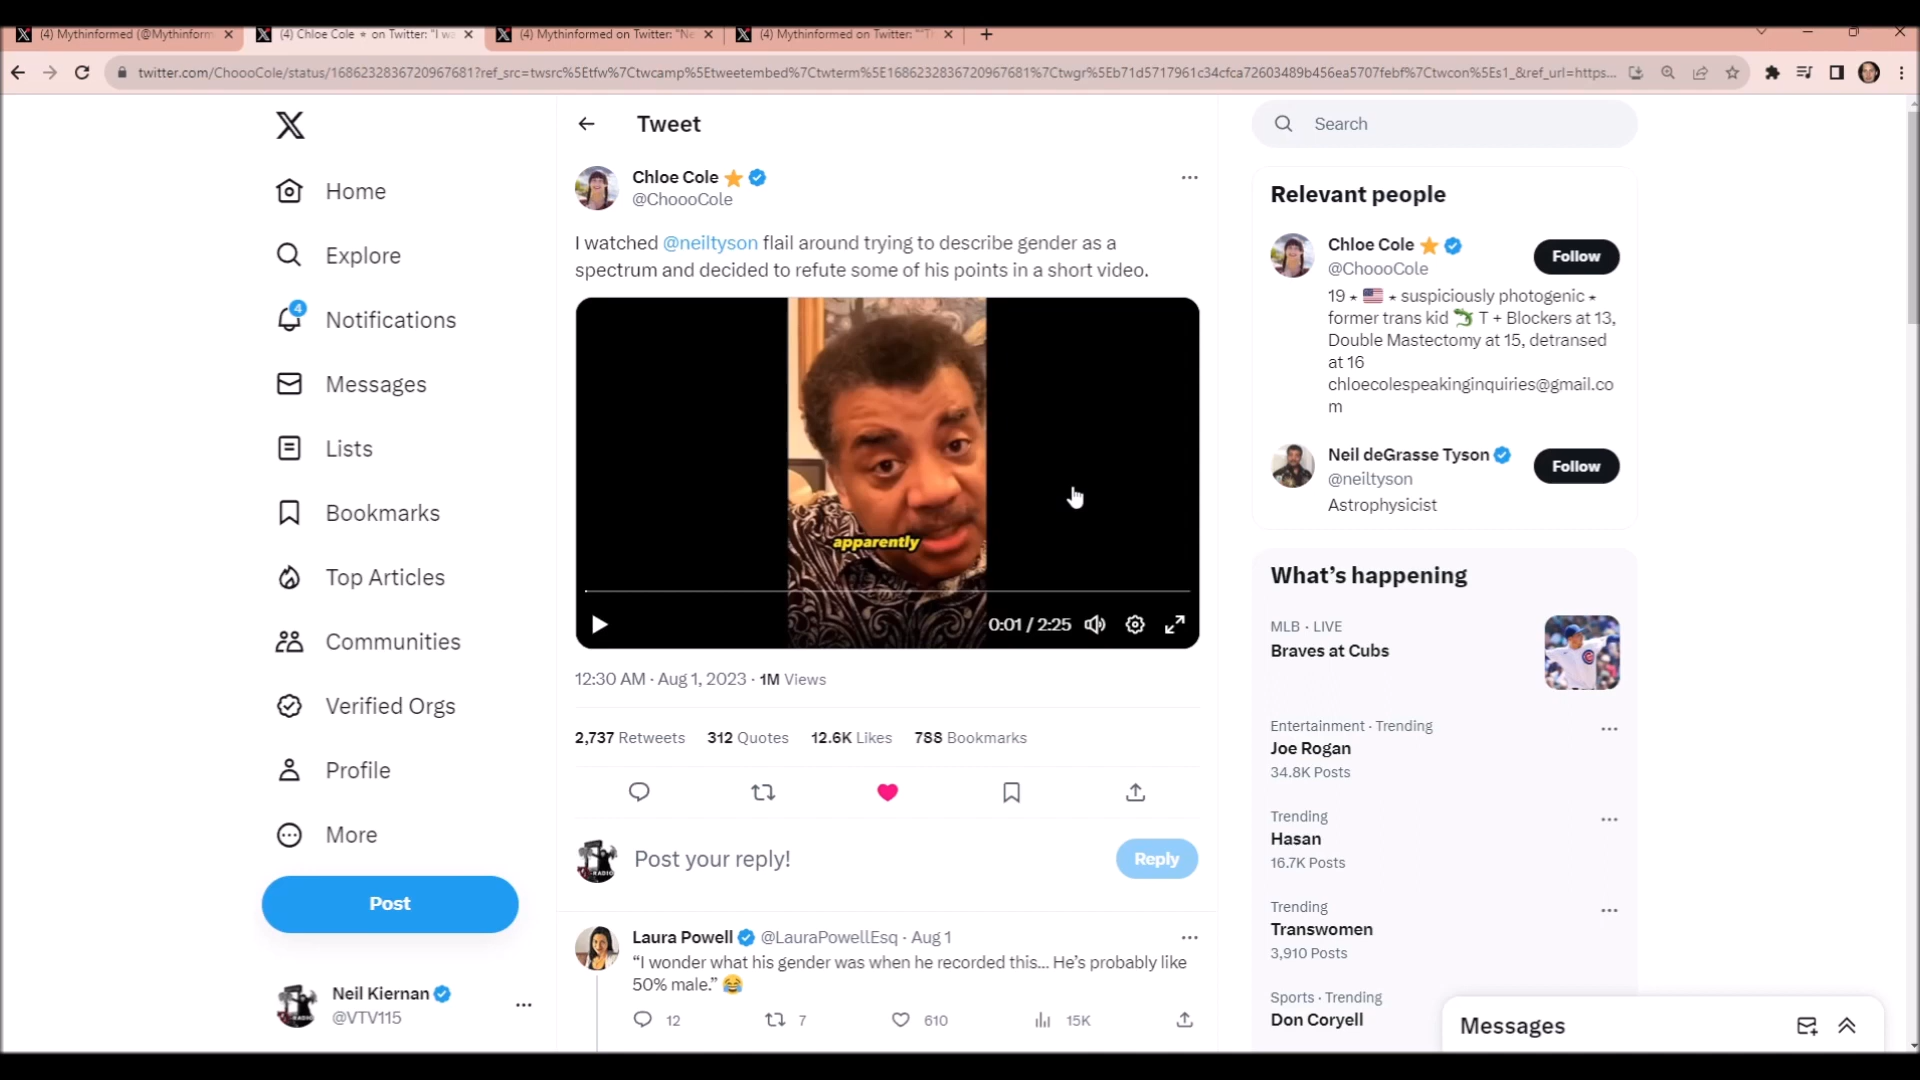 (4) Mythinformed (@Mythinform
(4) Chloe Cole ★ on Twitter: "I wa
(4) Mythinformed on Twitter: "Ne
(4) Mythinformed on Twitter: ""Tr
twitter.com/ChoooCole/status/1686232836720967681?ref_src=twsrc%5Etfw%7Ctwcamp%5Etweetembed%7Ctwterm%5E1686232836720967681%7Ctwgr%5Eb71d5717961c34cfca72603489b456ea5707febf%7Ctwcon%5Es1_&ref_url=https...
Home
Explore
4
Notifications
Messages
Lists
Bookmarks
Top Articles
Communities
Verified Orgs
Profile
More
Post
Neil Kiernan
@VTV115
Tweet
Chloe Cole ⭐
@ChoooCole
I watched @neiltyson flail around trying to describe gender as a
spectrum and decided to refute some of his points in a short video.
apparently
0:01 / 2:25
12:30 AM · Aug 1, 2023 · 1M Views
2,737 Retweets 312 Quotes 12.6K Likes 788 Bookmarks
Post your reply!
Reply
Laura Powell @LauraPowellEsq · Aug 1
“I wonder what his gender was when he recorded this... He’s probably like
50% male.” 😂
12 7 610 15K
Search
Relevant people
Chloe Cole ⭐
Follow
@ChoooCole
19 ⋆ 🇺🇸 ⋆ suspiciously photogenic ⋆
former trans kid 🦎 T + Blockers at 13,
Double Mastectomy at 15, detransed
at 16
chloecolespeakinginquiries@gmail.co
m
Neil deGrasse Tyson
Follow
@neiltyson
Astrophysicist
What’s happening
MLB · LIVE
Braves at Cubs
Entertainment · Trending
Joe Rogan
34.8K Posts
Trending
Hasan
16.7K Posts
Trending
Transwomen
3,910 Posts
Sports · Trending
Don Coryell
Messages